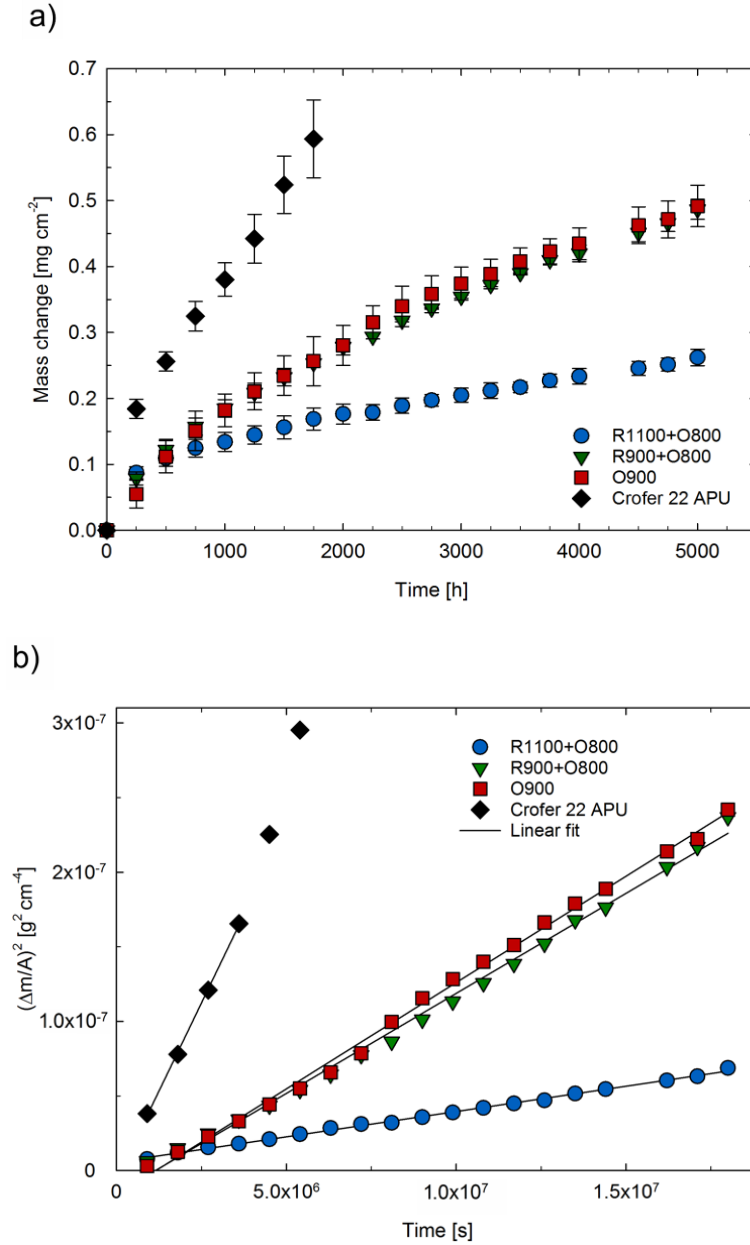 a)
0.7
0.6
0.5
0.4
0.3
0.2
0.1
0.0
Mass change [mg cm⁻²]
R1100+O800
R900+O800
O900
Crofer 22 APU
0 1000 2000 3000 4000 5000
Time [h]
b)
3x10⁻⁷
2x10⁻⁷
1.0x10⁻⁷
0
(Δm/A)² [g² cm⁻⁴]
R1100+O800
R900+O800
O900
Crofer 22 APU
Linear fit
0 5.0x10⁶ 1.0x10⁷ 1.5x10⁷
Time [s]